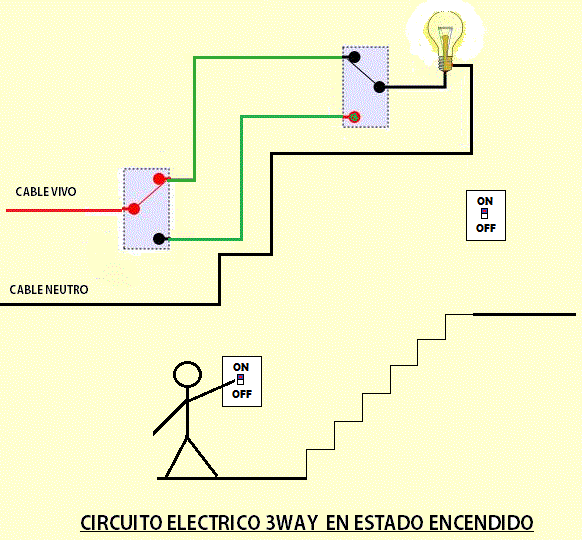 CABLE VIVO
ON
OFF
CABLE NEUTRO
ON
OFF
CIRCUITO ELECTRICO 3WAY EN ESTADO ENCENDIDO